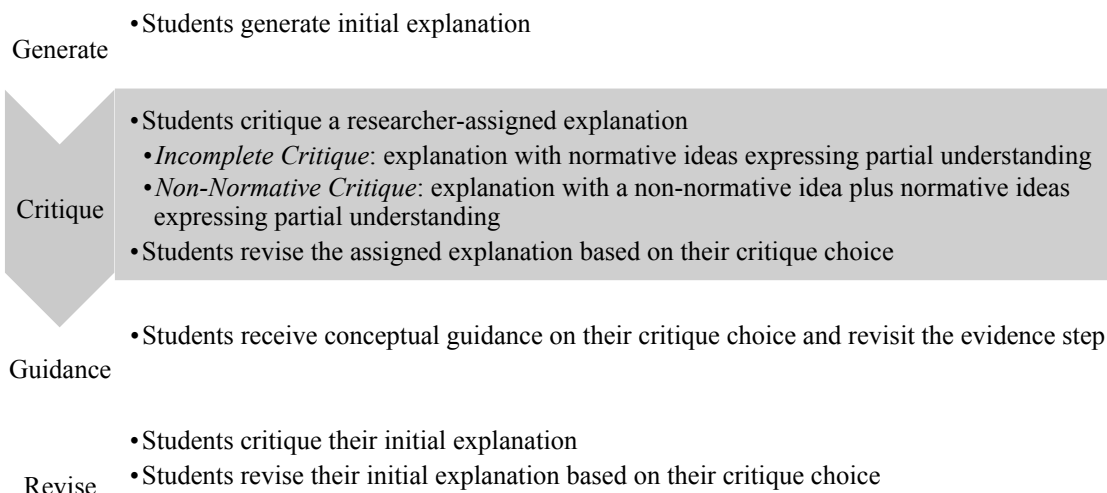 Generate
•Students generate initial explanation
Critique
•Students critique a researcher-assigned explanation
•Incomplete Critique: explanation with normative ideas expressing partial understanding
•Non-Normative Critique: explanation with a non-normative idea plus normative ideas
expressing partial understanding
•Students revise the assigned explanation based on their critique choice
Guidance
•Students receive conceptual guidance on their critique choice and revisit the evidence step
Revise
•Students critique their initial explanation
•Students revise their initial explanation based on their critique choice